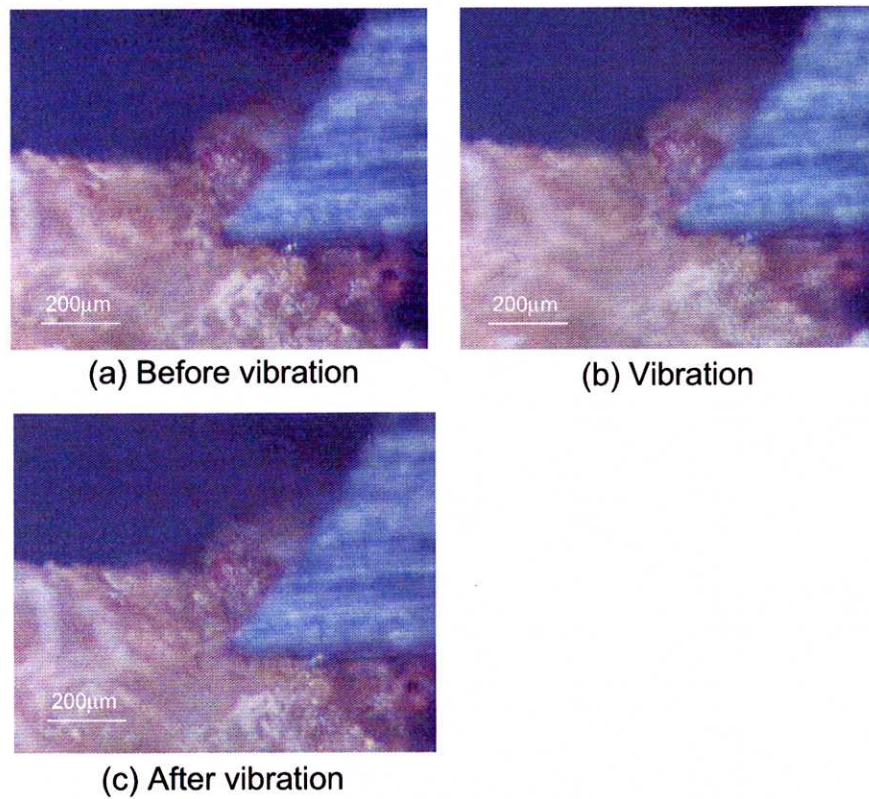 200μm
200μm
(a) Before vibration
(b) Vibration
200μm
(c) After vibration